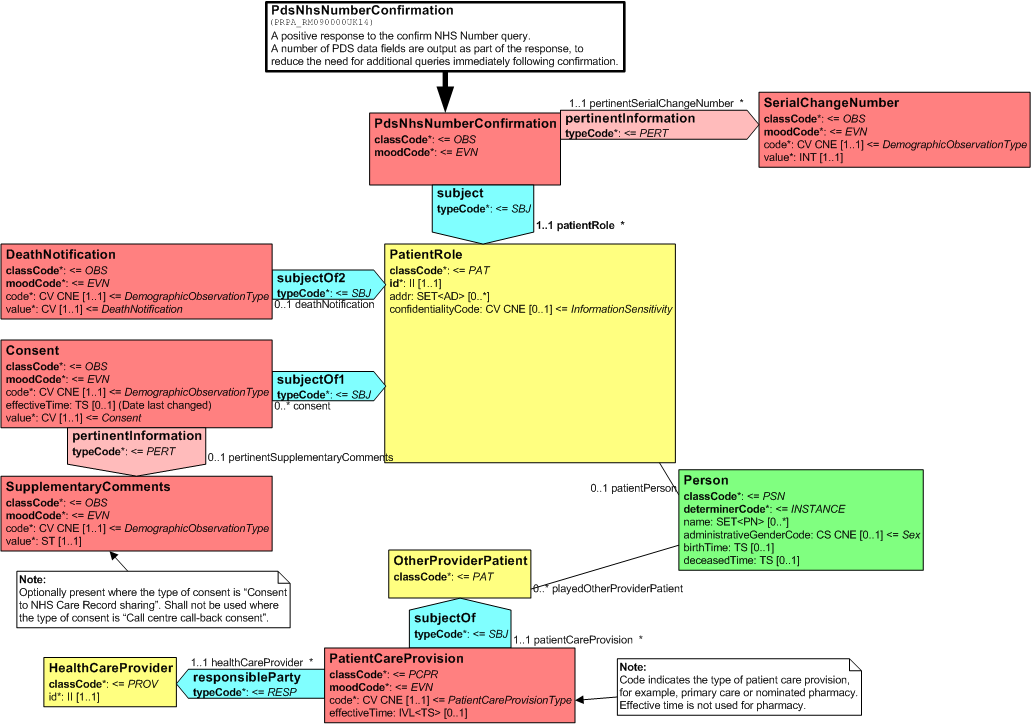 PdsNhsNumberConfirmation
(PRPA_RM090000UK14)
A positive response to the confirm NHS Number query.
A number of PDS data fields are output as part of the response, to
reduce the need for additional queries immediately following confirmation.
PdsNhsNumberConfirmation
classCode*: <= OBS
moodCode*: <= EVN
1..1 pertinentSerialChangeNumber *
pertinentInformation
typeCode*: <= PERT
SerialChangeNumber
classCode*: <= OBS
moodCode*: <= EVN
code*: CV CNE [1..1] <= DemographicObservationType
value*: INT [1..1]
subject
typeCode*: <= SBJ
1..1 patientRole *
DeathNotification
classCode*: <= OBS
moodCode*: <= EVN
code*: CV CNE [1..1] <= DemographicObservationType
value*: CV [1..1] <= DeathNotification
subjectOf2
typeCode*: <= SBJ
0..1 deathNotification
PatientRole
classCode*: <= PAT
id*: II [1..1]
addr: SET<AD> [0..*]
confidentialityCode: CV CNE [0..1] <= InformationSensitivity
Consent
classCode*: <= OBS
moodCode*: <= EVN
code*: CV CNE [1..1] <= DemographicObservationType
effectiveTime: TS [0..1] (Date last changed)
value*: CV [1..1] <= Consent
subjectOf1
typeCode*: <= SBJ
0..* consent
pertinentInformation
typeCode*: <= PERT
0..1 pertinentSupplementaryComments
SupplementaryComments
classCode*: <= OBS
moodCode*: <= EVN
code*: CV CNE [1..1] <= DemographicObservationType
value*: ST [1..1]
0..1 patientPerson
Person
classCode*: <= PSN
determinerCode*: <= INSTANCE
name: SET<PN> [0..*]
administrativeGenderCode: CS CNE [0..1] <= Sex
birthTime: TS [0..1]
deceasedTime: TS [0..1]
Note:
Optionally present where the type of consent is “Consent
to NHS Care Record sharing”. Shall not be used where
the type of consent is “Call centre call-back consent”.
OtherProviderPatient
classCode*: <= PAT
0..* playedOtherProviderPatient
subjectOf
typeCode*: <= SBJ
1..1 patientCareProvision *
HealthCareProvider
classCode*: <= PROV
id*: II [1..1]
1..1 healthCareProvider *
responsibleParty
typeCode*: <= RESP
PatientCareProvision
classCode*: <= PCPR
moodCode*: <= EVN
code*: CV CNE [1..1] <= PatientCareProvisionType
effectiveTime: IVL<TS> [0..1]
Note:
Code indicates the type of patient care provision,
for example, primary care or nominated pharmacy.
Effective time is not used for pharmacy.